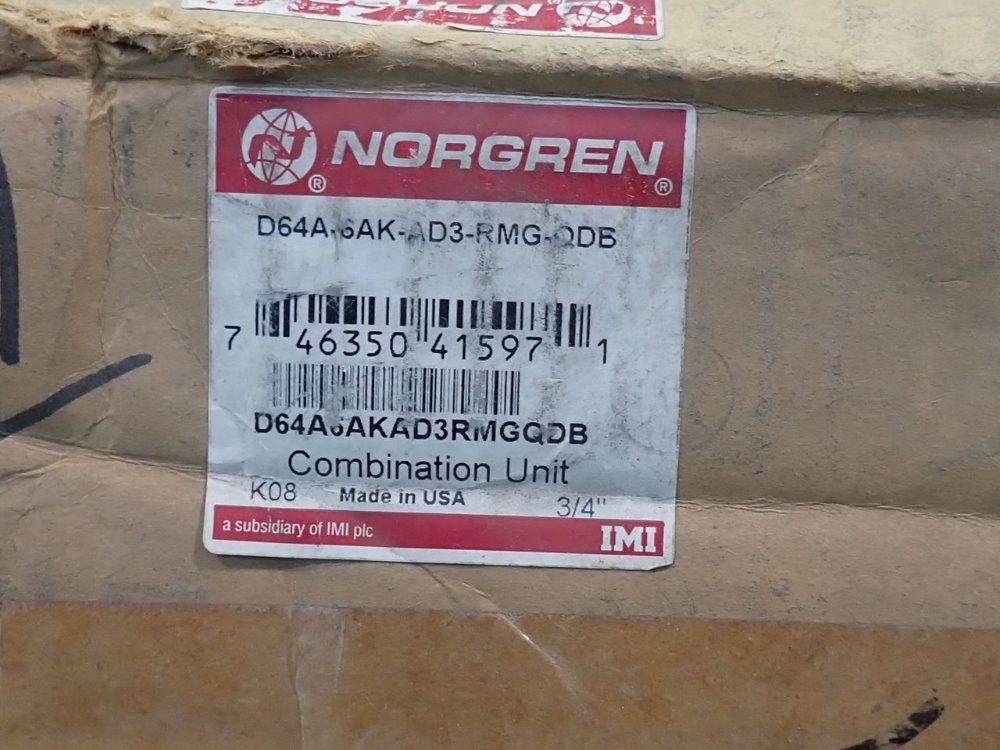 NORGREN
NORGREN
D64A-6AK-AD3-RMG-QDB
7 46350 41597 1
D64A6AKAD3RMGQDB
Combination Unit
K08 Made in USA 3/4"
a subsidiary of IMI plc IMI